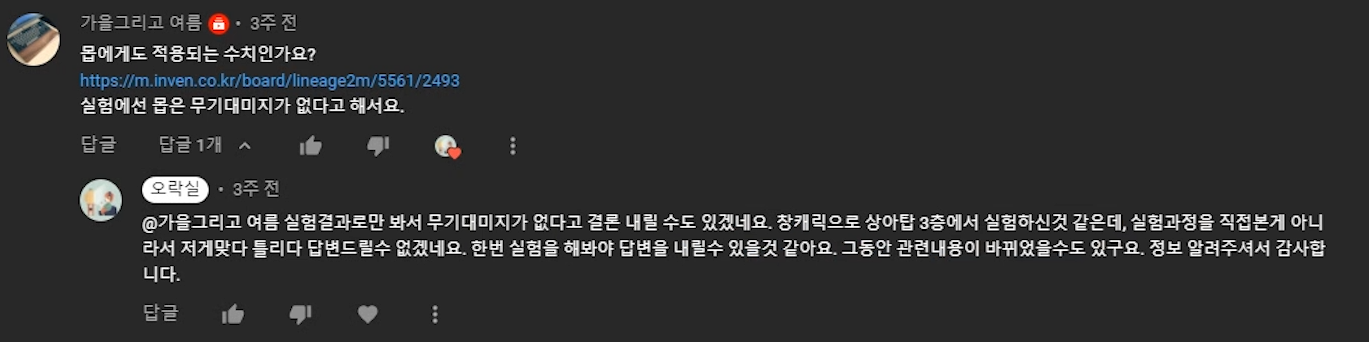 가을그리고 여름 • 3주 전
몹에게도 적용되는 수치인가요?
https://m.inven.co.kr/board/lineage2m/5561/2493
실험에선 몹은 무기대미지가 없다고 해서요.
답글 답글 1개
오락실 • 3주 전
@가을그리고 여름 실험결과로만 봐서 무기대미지가 없다고 결론 내릴 수도 있겠네요. 창캐릭으로 상아탑 3층에서 실험하신것 같은데, 실험과정을 직접본게 아니
라서 저게맞다 틀리다 답변드릴수 없겠네요. 한번 실험을 해봐야 답변을 내릴수 있을것 같아요. 그동안 관련내용이 바뀌었을수도 있구요. 정보 알려주셔서 감사합
니다.
답글